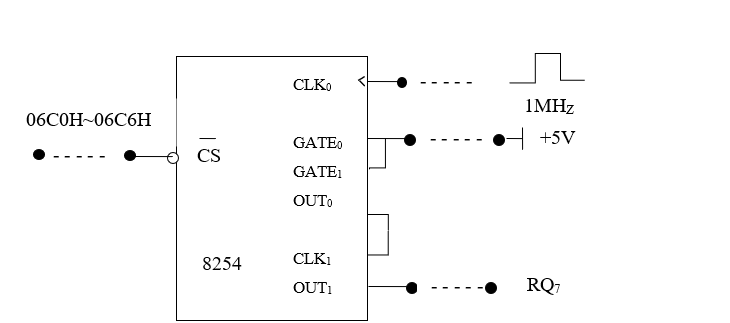 CLK₀
1MHZ
06C0H~06C6H
+5V
GATE₀
CS
GATE₁
OUT₀
CLK₁
8254
OUT₁
RQ₇